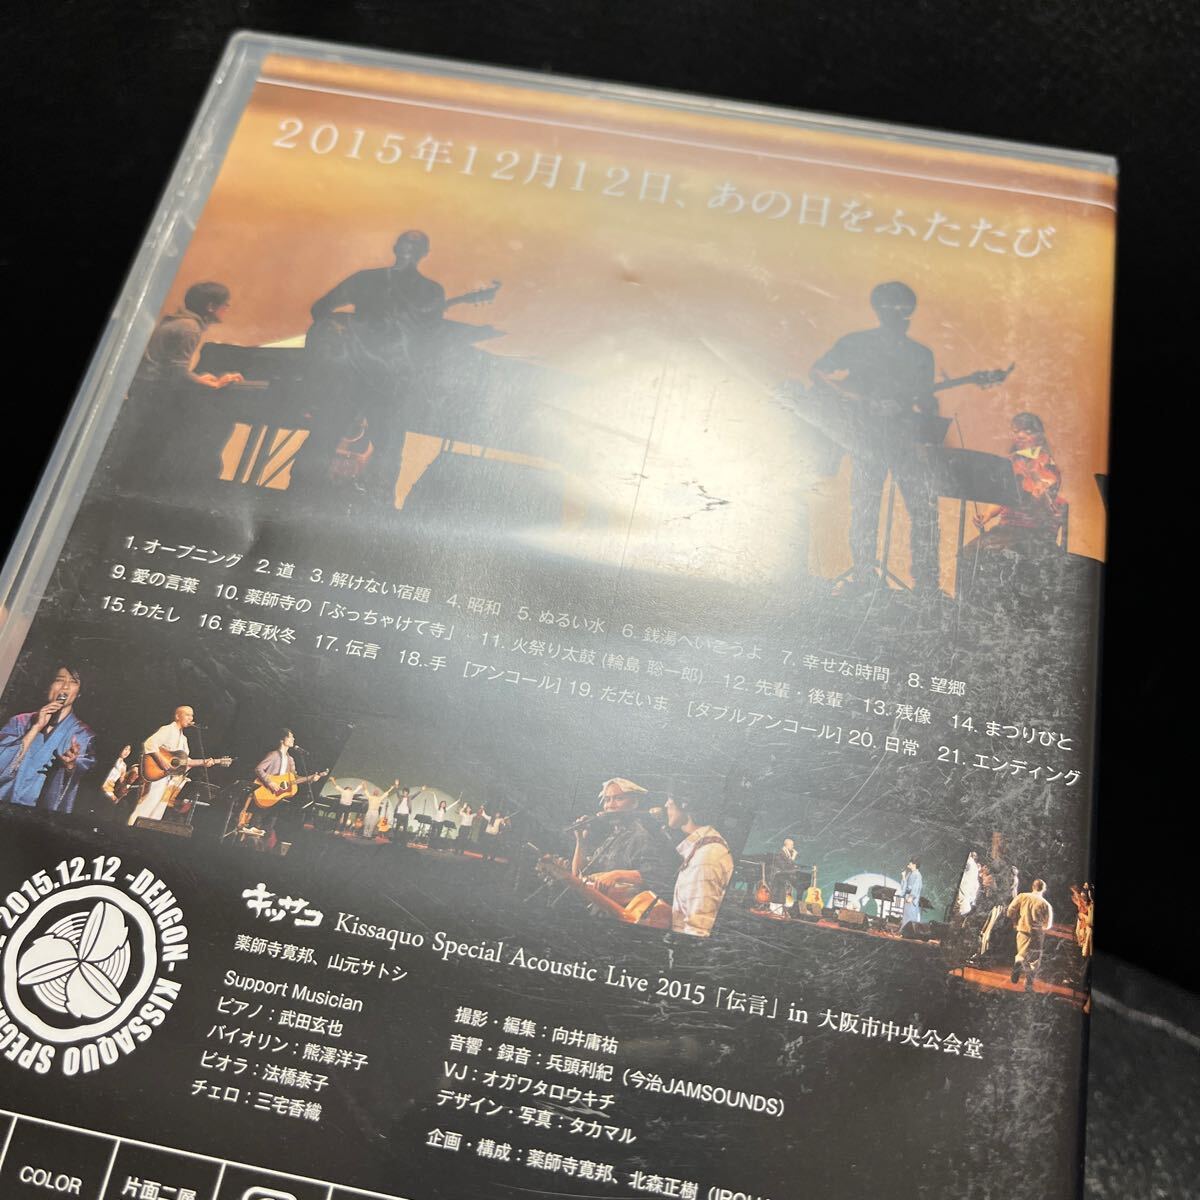 2015年12月12日、あの日をふたたび
1. オープニング 2. 道 3. 解けない宿題 4. 昭和 5. ぬるい水 6. 銭湯へいこうよ 7. 幸せな時間 8. 望郷
9. 愛の言葉 10. 薬師寺の「ぶっちゃけて寺」 11. 火祭り太鼓 (輪島 聡一郎) 12. 先輩・後輩 13. 残像 14. まつりびと
15. わたし 16. 春夏秋冬 17. 伝言 18. 手 [アンコール] 19. ただいま [ダブルアンコール] 20. 日常 21. エンディング
2015.12.12 -DENGON- KISSAQUO
キッサコ Kissaquo Special Acoustic Live 2015「伝言」in 大阪市中央公会堂
薬師寺寛邦、山元サトシ
Support Musician
ピアノ：武田玄也
バイオリン：熊澤洋子
ビオラ：法橋泰子
チェロ：三宅香織
撮影・編集：向井庸祐
音響・録音：兵頭利紀（今治JAMSOUNDS）
VJ：オガワタロウキチ
デザイン・写真：タカマル
企画・構成：薬師寺寛邦、北森正樹
COLOR
片面二層